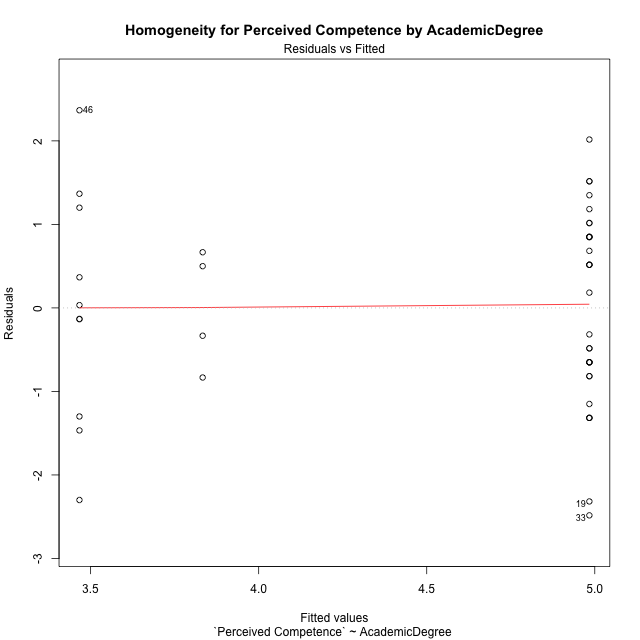 Homogeneity for Perceived Competence by AcademicDegree
Residuals vs Fitted
46
2
1
0
-1
-2
-3
Residuals
19
33
3.5 4.0 4.5 5.0
Fitted values
`Perceived Competence` ~ AcademicDegree